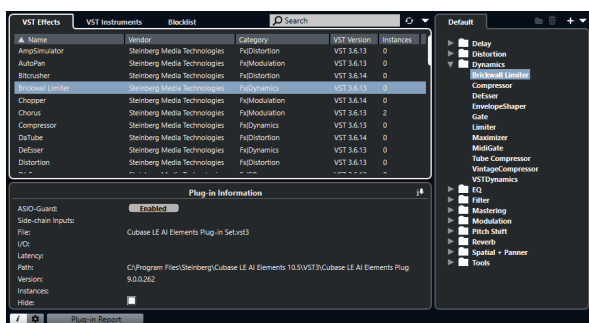 VST Effects VST Instruments Blocklist Search Default
▲ Name Vendor Category VST Version Instances
AmpSimulator Steinberg Media Technologies Fx|Distortion VST 3.6.13 0
AutoPan Steinberg Media Technologies Fx|Modulation VST 3.6.13 0
Bitcrusher Steinberg Media Technologies Fx|Distortion VST 3.6.14 0
Brickwall Limiter Steinberg Media Technologies Fx|Dynamics VST 3.6.13 0
Chopper Steinberg Media Technologies Fx|Modulation VST 3.6.14 0
Chorus Steinberg Media Technologies Fx|Modulation VST 3.6.13 2
Compressor Steinberg Media Technologies Fx|Dynamics VST 3.6.13 0
DaTube Steinberg Media Technologies Fx|Distortion VST 3.6.14 0
DeEsser Steinberg Media Technologies Fx|Dynamics VST 3.6.13 0
Distortion Steinberg Media Technologies Fx|Distortion VST 3.6.13 0
Plug-in Information
ASIO-Guard: Enabled
Side-chain Inputs:
File: Cubase LE AI Elements Plug-in Set.vst3
I/O:
Latency:
Path: C:\Program Files\Steinberg\Cubase LE AI Elements 10.5\VST3\Cubase LE AI Elements Plug
Version: 9.0.0.262
Instances:
Hide:
i Plug-in Report
Delay
Distortion
Dynamics
Brickwall Limiter
Compressor
DeEsser
EnvelopeShaper
Gate
Limiter
Maximizer
MidiGate
Tube Compressor
VintageCompressor
VSTDynamics
EQ
Filter
Mastering
Modulation
Pitch Shift
Reverb
Spatial + Panner
Tools